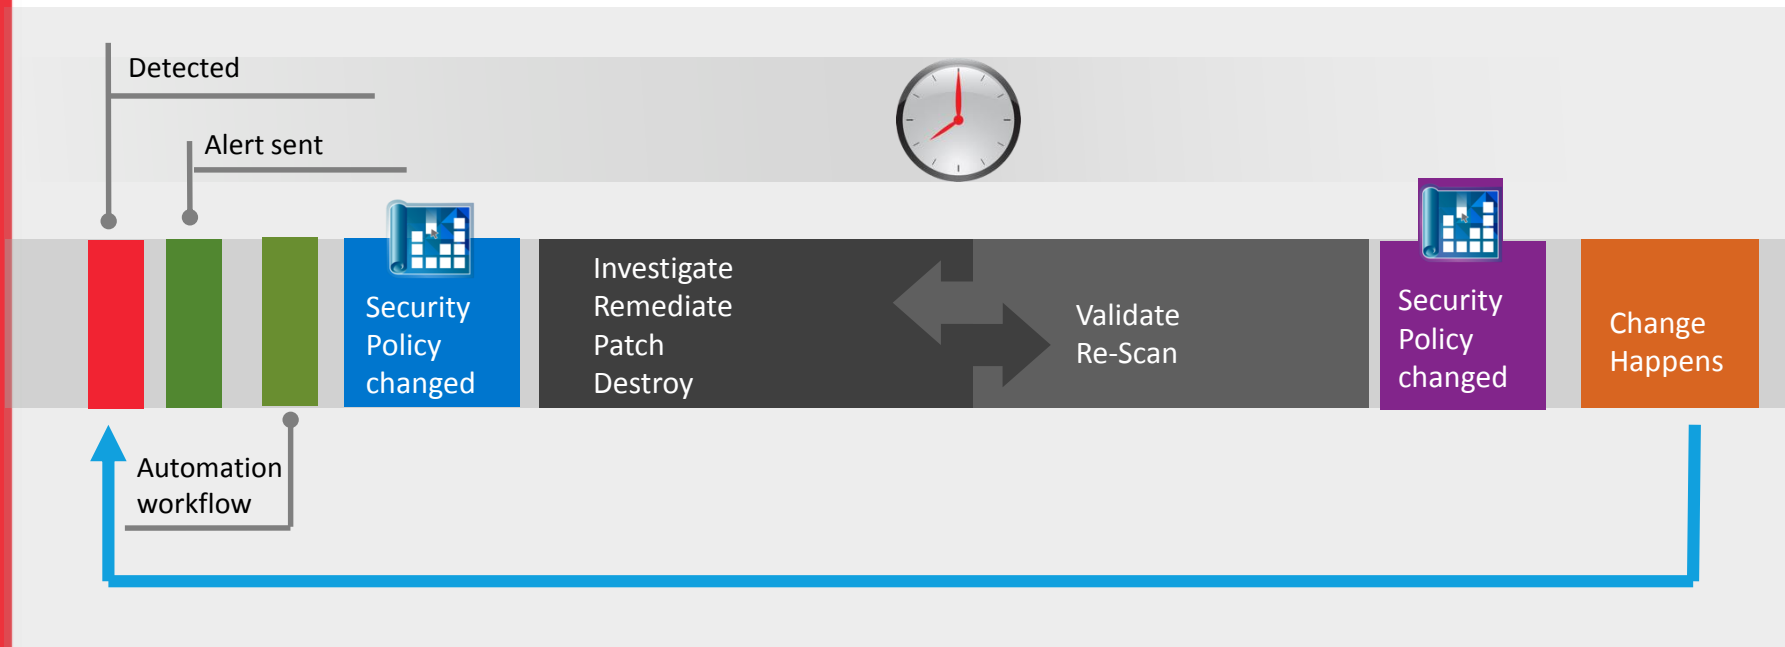 Detected
Alert sent
Security
Policy
changed
Investigate
Remediate
Patch
Destroy
Validate
Re-Scan
Security
Policy
changed
Change
Happens
Automation
workflow